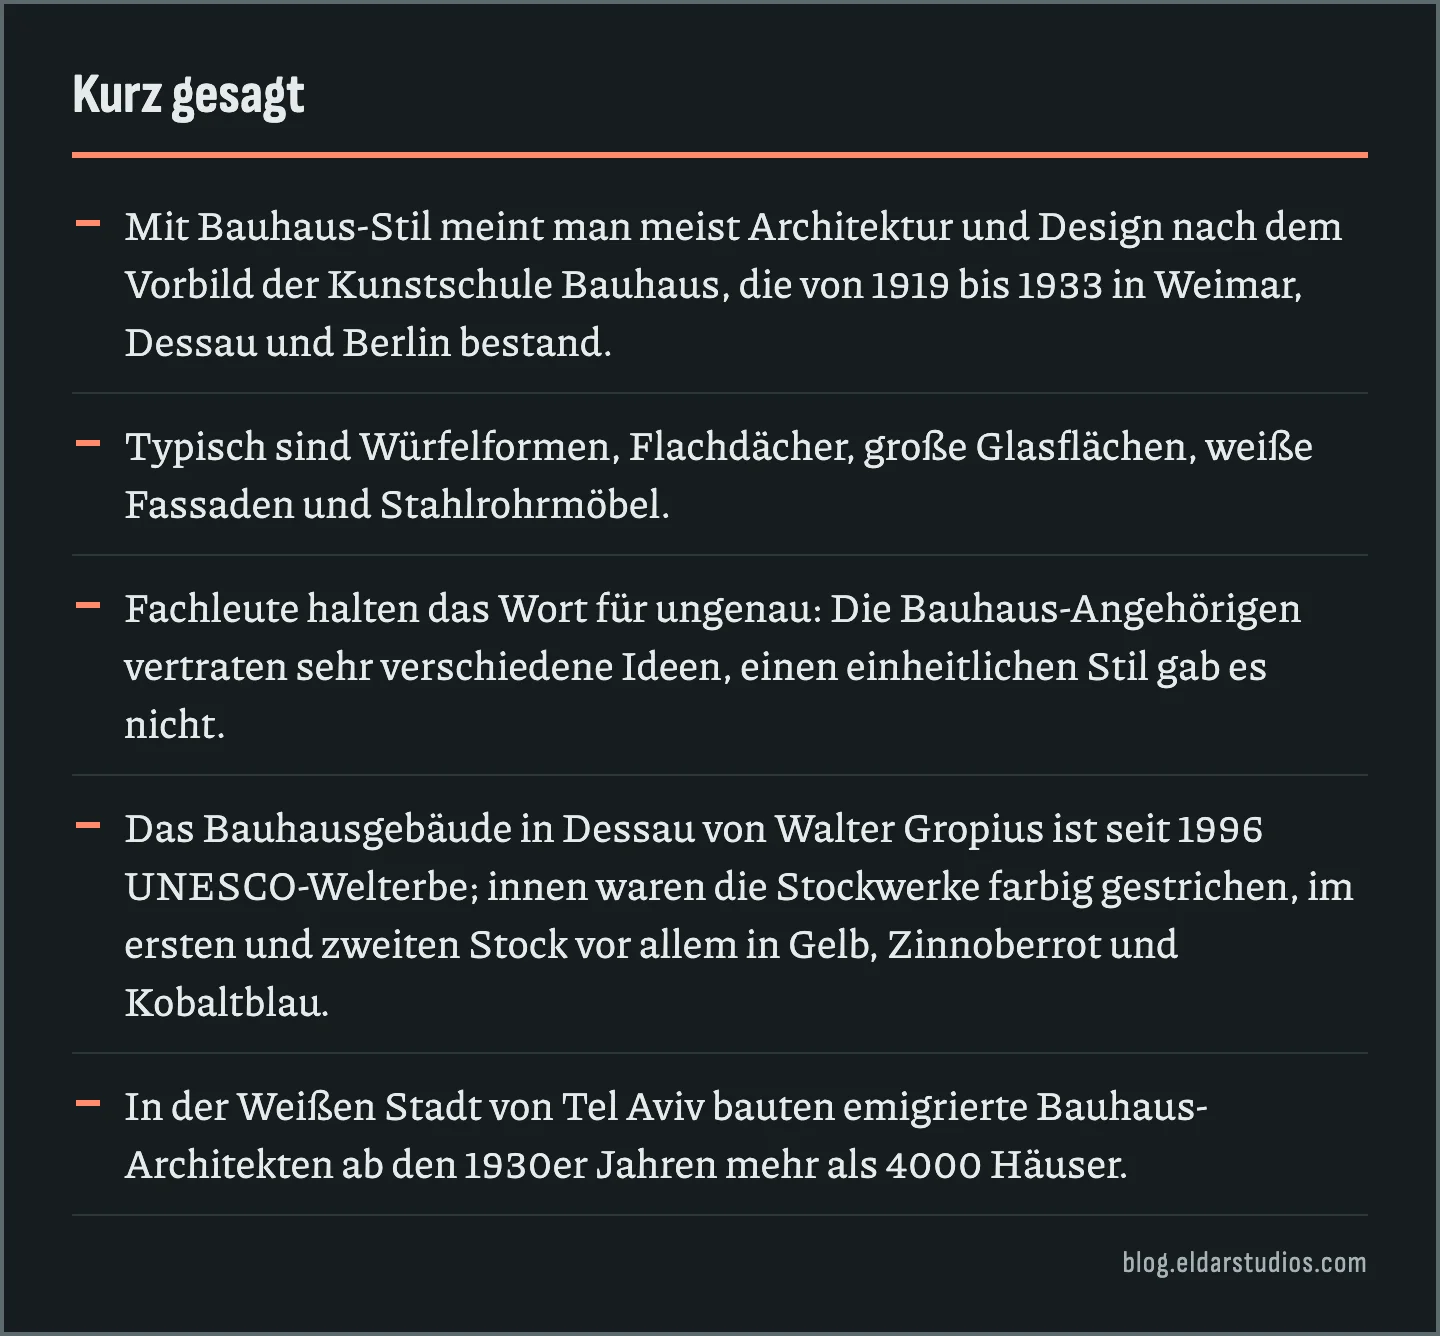 Kurz gesagt
– Mit Bauhaus-Stil meint man meist Architektur und Design nach dem
Vorbild der Kunstschule Bauhaus, die von 1919 bis 1933 in Weimar,
Dessau und Berlin bestand.
– Typisch sind Würfelformen, Flachdächer, große Glasflächen, weiße
Fassaden und Stahlrohrmöbel.
– Fachleute halten das Wort für ungenau: Die Bauhaus-Angehörigen
vertraten sehr verschiedene Ideen, einen einheitlichen Stil gab es
nicht.
– Das Bauhausgebäude in Dessau von Walter Gropius ist seit 1996
UNESCO-Welterbe; innen waren die Stockwerke farbig gestrichen, im
ersten und zweiten Stock vor allem in Gelb, Zinnoberrot und
Kobaltblau.
– In der Weißen Stadt von Tel Aviv bauten emigrierte Bauhaus-
Architekten ab den 1930er Jahren mehr als 4000 Häuser.
blog.eldarstudios.com